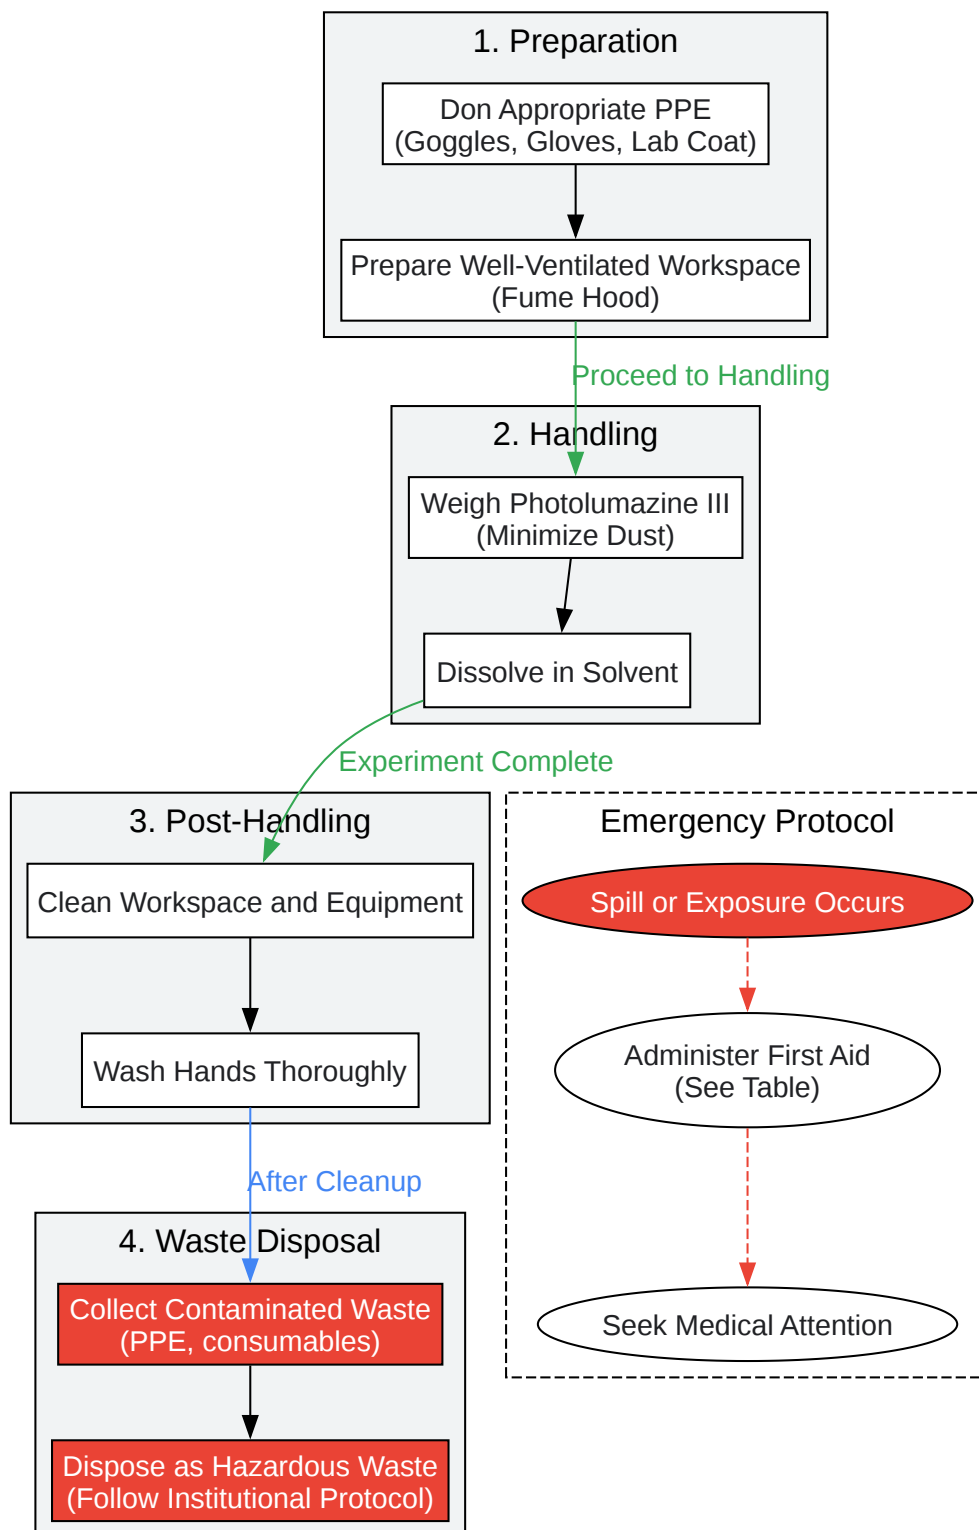 1. Preparation
Don Appropriate PPE
(Goggles, Gloves, Lab Coat)
Prepare Well-Ventilated Workspace
(Fume Hood)
Proceed to Handling
2. Handling
Weigh Photolumazine III
(Minimize Dust)
Dissolve in Solvent
Experiment Complete
3. Post-Handling
Clean Workspace and Equipment
Wash Hands Thoroughly
After Cleanup
4. Waste Disposal
Collect Contaminated Waste
(PPE, consumables)
Dispose as Hazardous Waste
(Follow Institutional Protocol)
Emergency Protocol
Spill or Exposure Occurs
Administer First Aid
(See Table)
Seek Medical Attention